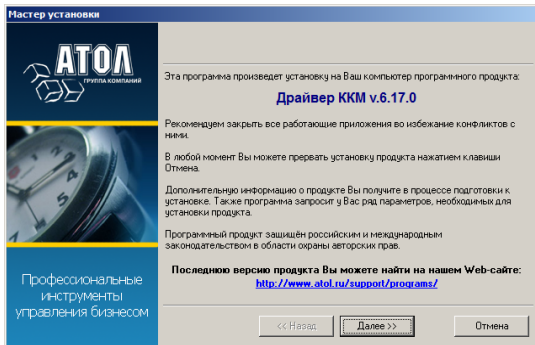 Мастер установки
АТОЛ
ГРУППА КОМПАНИЙ
Эта программа произведет установку на Ваш компьютер программного продукта:
Драйвер ККМ v.6.17.0
Рекомендуем закрыть все работающие приложения во избежание конфликтов с
ними.
В любой момент Вы можете прервать установку продукта нажатием клавиши
Отмена.
Дополнительную информацию о продукте Вы получите в процессе подготовки к
установке. Также программа запросит у Вас ряд параметров, необходимых для
установки продукта.
Программный продукт защищён российским и международным
законодательством в области охраны авторских прав.
Последнюю версию продукта Вы можете найти на нашем Web-сайте:
http://www.atol.ru/support/programs/
Профессиональные
инструменты
управления бизнесом
<< Назад
Далее >>
Отмена